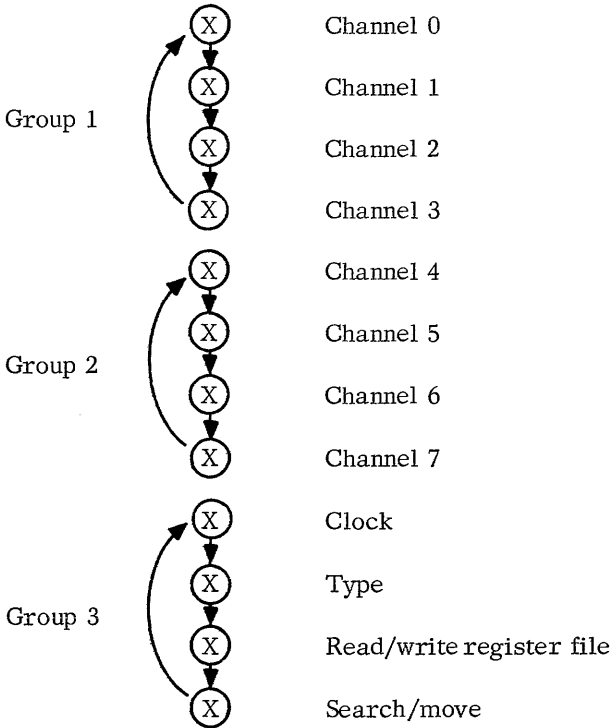 X Channel 0
X Channel 1
Group 1
X Channel 2
X Channel 3
X Channel 4
X Channel 5
Group 2
X Channel 6
X Channel 7
X Clock
X Type
Group 3
X Read/write register file
X Search/move